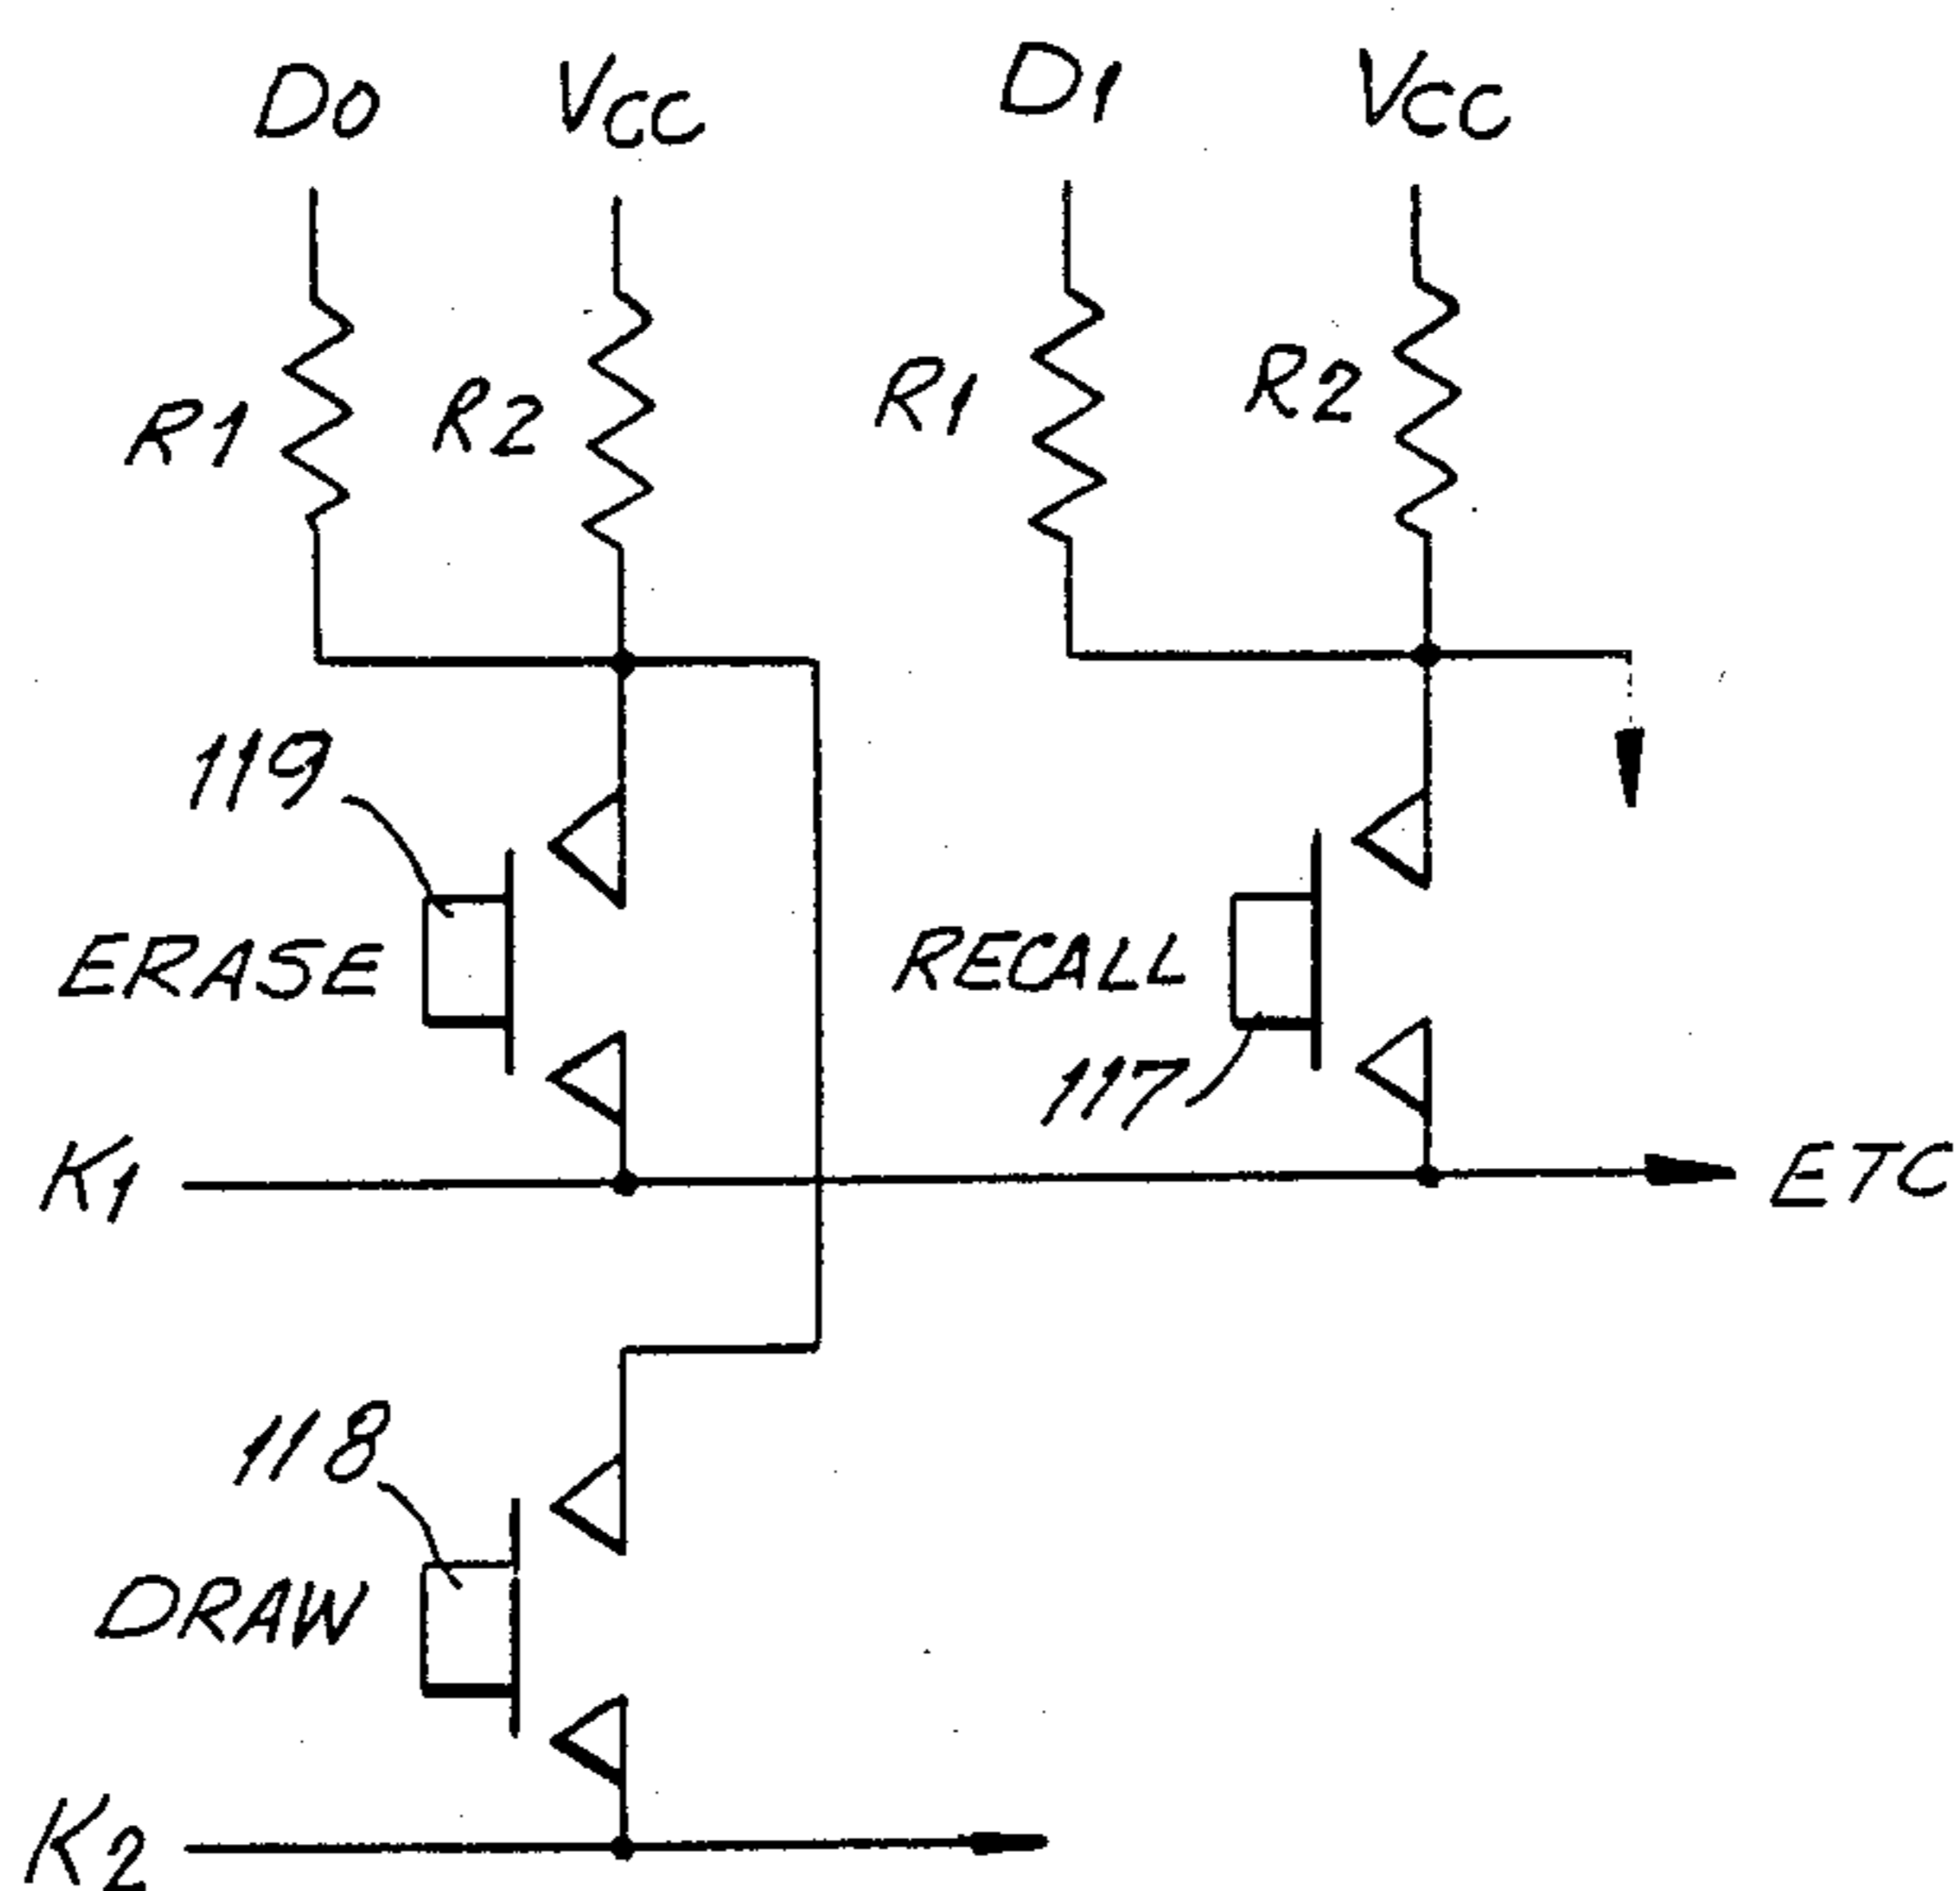 D0 Vcc D1 Vcc
R1 R2 R1 R2
119
ERASE RECALL
117
K1 ETC
118
DRAW
K2